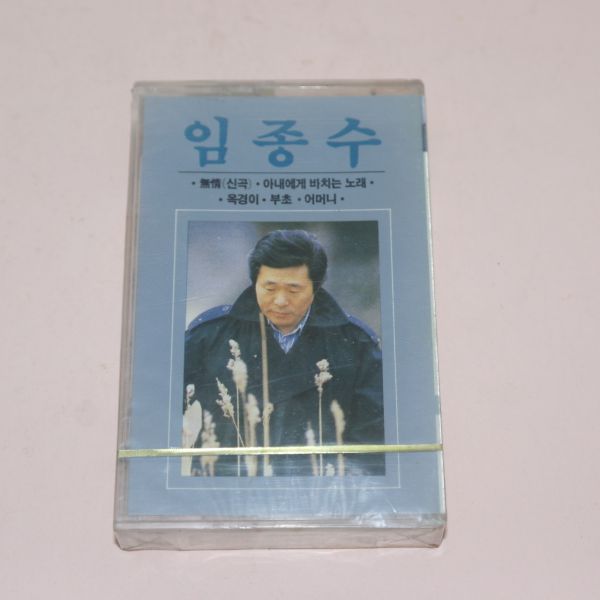 임종수
• 無情(신곡) • 아내에게 바치는 노래 •
• 옥경이 • 부초 • 어머니 •